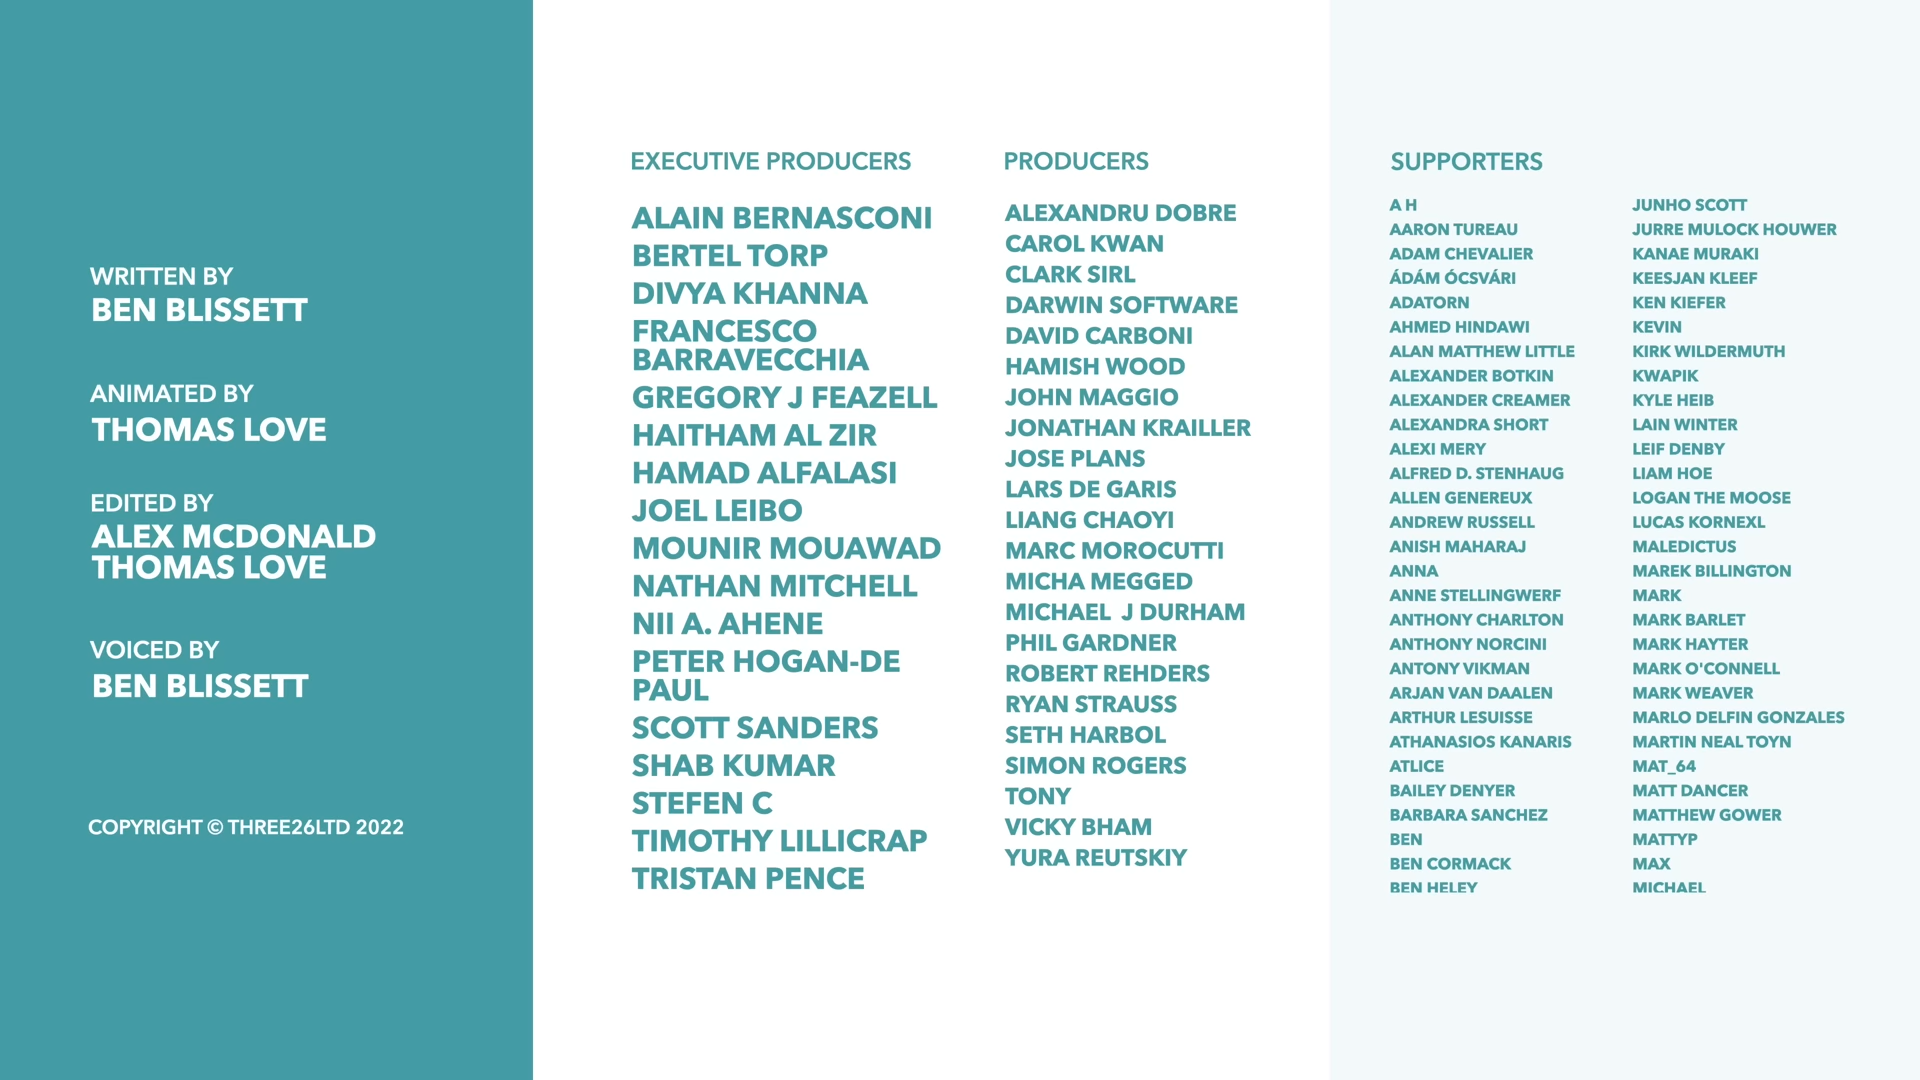 WRITTEN BY
BEN BLISSETT
ANIMATED BY
THOMAS LOVE
EDITED BY
ALEX MCDONALD
THOMAS LOVE
VOICED BY
BEN BLISSETT
COPYRIGHT © THREE26LTD 2022
EXECUTIVE PRODUCERS
ALAIN BERNASCONI
BERTEL TORP
DIVYA KHANNA
FRANCESCO
BARRAVECCHIA
GREGORY J FEAZELL
HAITHAM AL ZIR
HAMAD ALFALASI
JOEL LEIBO
MOUNIR MOUAWAD
NATHAN MITCHELL
NII A. AHENE
PETER HOGAN-DE
PAUL
SCOTT SANDERS
SHAB KUMAR
STEFEN C
TIMOTHY LILLICRAP
TRISTAN PENCE
PRODUCERS
ALEXANDRU DOBRE
CAROL KWAN
CLARK SIRL
DARWIN SOFTWARE
DAVID CARBONI
HAMISH WOOD
JOHN MAGGIO
JONATHAN KRAILLER
JOSE PLANS
LARS DE GARIS
LIANG CHAOYI
MARC MOROCUTTI
MICHA MEGGED
MICHAEL  J DURHAM
PHIL GARDNER
ROBERT REHDERS
RYAN STRAUSS
SETH HARBOL
SIMON ROGERS
TONY
VICKY BHAM
YURA REUTSKIY
SUPPORTERS
A H
AARON TUREAU
ADAM CHEVALIER
ÁDÁM ÓCSVÁRI
ADATORN
AHMED HINDAWI
ALAN MATTHEW LITTLE
ALEXANDER BOTKIN
ALEXANDER CREAMER
ALEXANDRA SHORT
ALEXI MERY
ALFRED D. STENHAUG
ALLEN GENEREUX
ANDREW RUSSELL
ANISH MAHARAJ
ANNA
ANNE STELLINGWERF
ANTHONY CHARLTON
ANTHONY NORCINI
ANTONY VIKMAN
ARJAN VAN DAALEN
ARTHUR LESUISSE
ATHANASIOS KANARIS
ATLICE
BAILEY DENYER
BARBARA SANCHEZ
BEN
BEN CORMACK
BEN HELEY
JUNHO SCOTT
JURRE MULOCK HOUWER
KANAE MURAKI
KEESJAN KLEEF
KEN KIEFER
KEVIN
KIRK WILDERMUTH
KWAPIK
KYLE HEIB
LAIN WINTER
LEIF DENBY
LIAM HOE
LOGAN THE MOOSE
LUCAS KORNEXL
MALEDICTUS
MAREK BILLINGTON
MARK
MARK BARLET
MARK HAYTER
MARK O'CONNELL
MARK WEAVER
MARLO DELFIN GONZALES
MARTIN NEAL TOYN
MAT_64
MATT DANCER
MATTHEW GOWER
MATTYP
MAX
MICHAEL